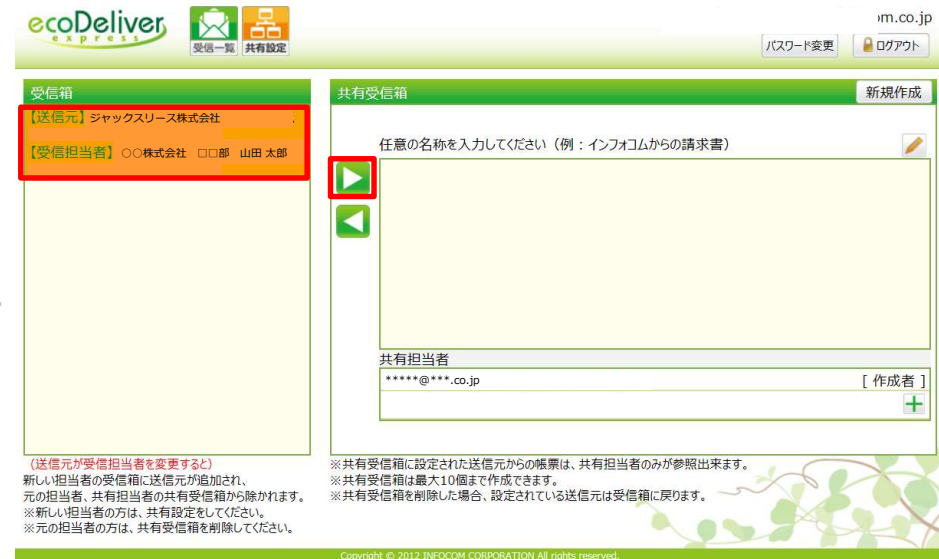 ecoDeliver
express
受信一覧
共有設定
om.co.jp
パスワード変更
ログアウト
受信箱
【送信元】ジャックスリース株式会社
【受信担当者】○○株式会社 □□部 山田 太郎
共有受信箱
新規作成
任意の名称を入力してください（例：インフォコムからの請求書）
共有担当者
*****@***.co.jp
[ 作成者 ]
（送信元が受信担当者を変更すると）
新しい担当者の受信箱に送信元が追加され、
元の担当者、共有担当者の共有受信箱から除かれます。
※新しい担当者の方は、共有設定をしてください。
※元の担当者の方は、共有受信箱を削除してください。
※共有受信箱に設定された送信元からの帳票は、共有担当者のみが参照出来ます。
※共有受信箱は最大10個まで作成できます。
※共有受信箱を削除した場合、設定されている送信元は受信箱に戻ります。
Copyright © 2012 INFOCOM CORPORATION All rights reserved.